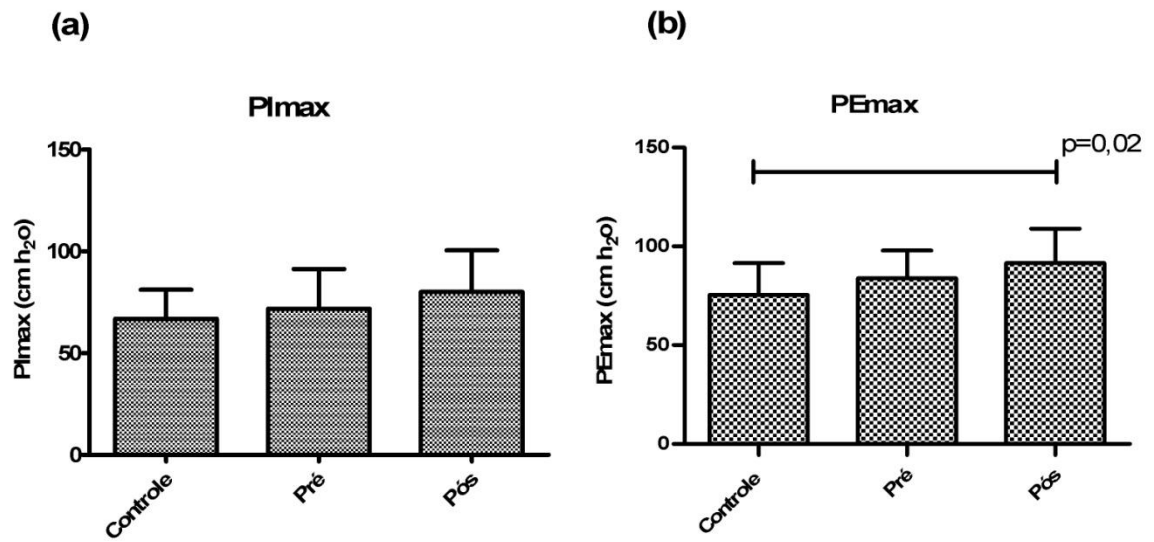 (a)
PImax
150
100
50
0
PImax (cm h₂o)
Controle
Pré
Pós
(b)
PEmax
p=0,02
150
100
50
0
PEmax (cm h₂o)
Controle
Pré
Pós